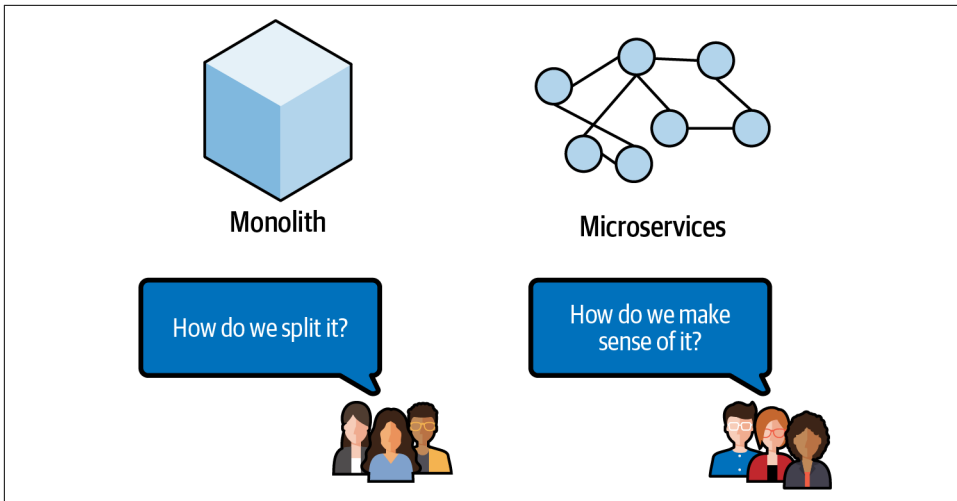 Monolith
Microservices
How do we split it?
How do we make
sense of it?